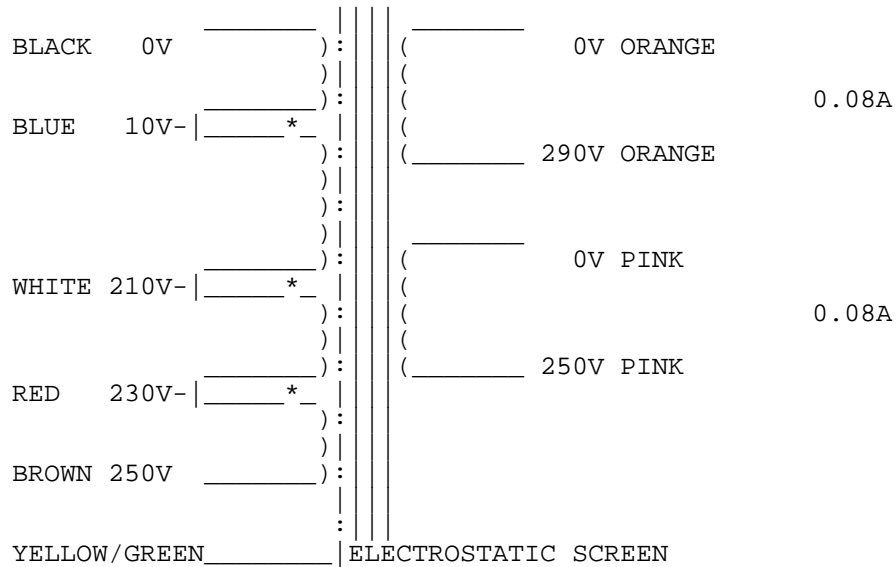 BLACK 0V 0V ORANGE
0.08A
BLUE 10V
290V ORANGE
0V PINK
WHITE 210V
0.08A
250V PINK
RED 230V
BROWN 250V
YELLOW/GREEN ELECTROSTATIC SCREEN